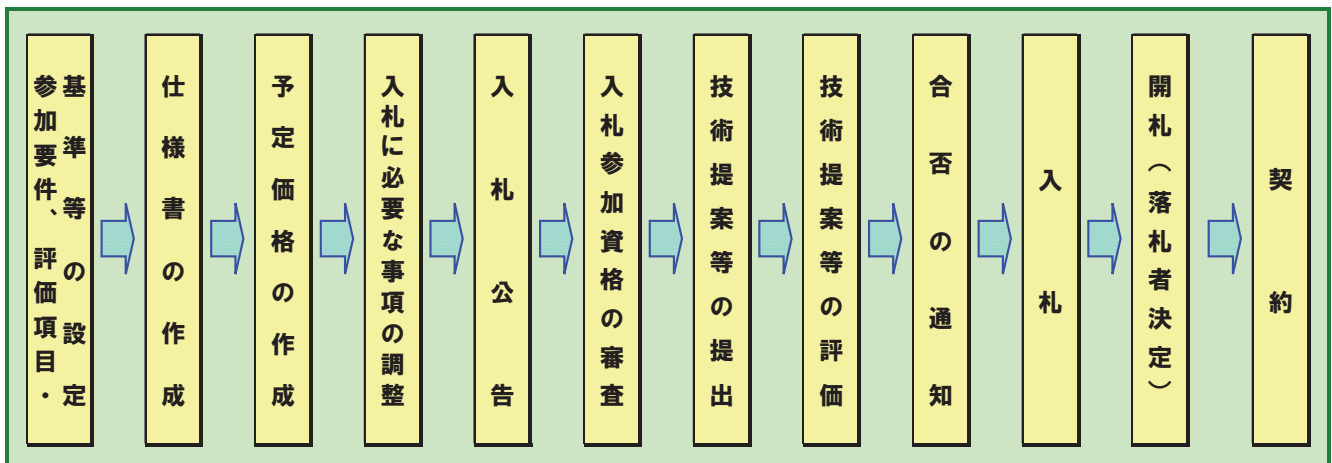 参加要件、評価項目・
基準等の設定
仕様書の作成
予定価格の作成
入札に必要な事項の調整
入札公告
入札参加資格の審査
技術提案等の提出
技術提案等の評価
合否の通知
入札
開札（落札者決定）
契約